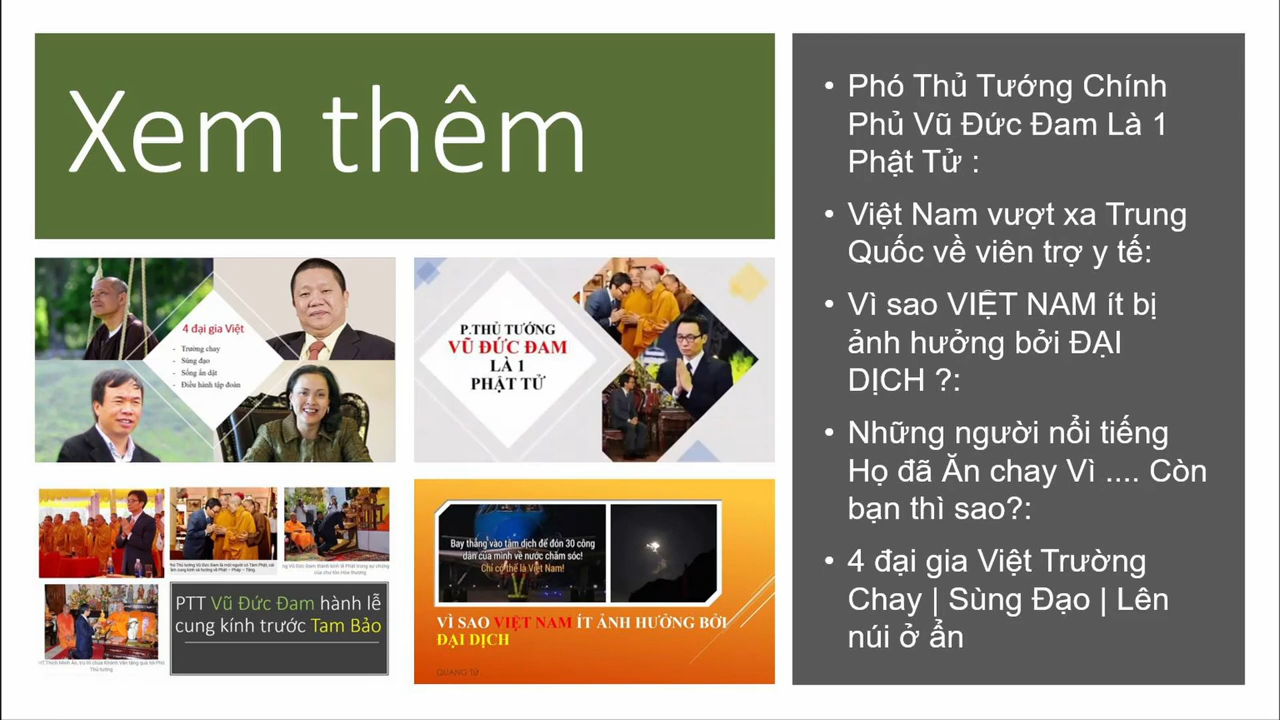 Xem thêm
4 đại gia Việt
- Trường chay
- Sùng đạo
- Sống ẩn dật
- Điều hành tập đoàn
P.THỦ TƯỚNG
VŨ ĐỨC ĐAM
LÀ 1
PHẬT TỬ
PTT Vũ Đức Đam hành lễ
cung kính trước Tam Bảo
Bay thẳng vào tâm dịch để đón 30 công
dân của mình về nước chăm sóc!
Chỉ có thể là Việt Nam!
VÌ SAO VIỆT NAM ÍT ẢNH HƯỞNG BỞI
ĐẠI DỊCH
QUANG TỬ
• Phó Thủ Tướng Chính
Phủ Vũ Đức Đam Là 1
Phật Tử :
• Việt Nam vượt xa Trung
Quốc về viên trợ y tế:
• Vì sao VIỆT NAM ít bị
ảnh hưởng bởi ĐẠI
DỊCH ?:
• Những người nổi tiếng
Họ đã Ăn chay Vì .... Còn
bạn thì sao?:
• 4 đại gia Việt Trường
Chay | Sùng Đạo | Lên
núi ở ẩn